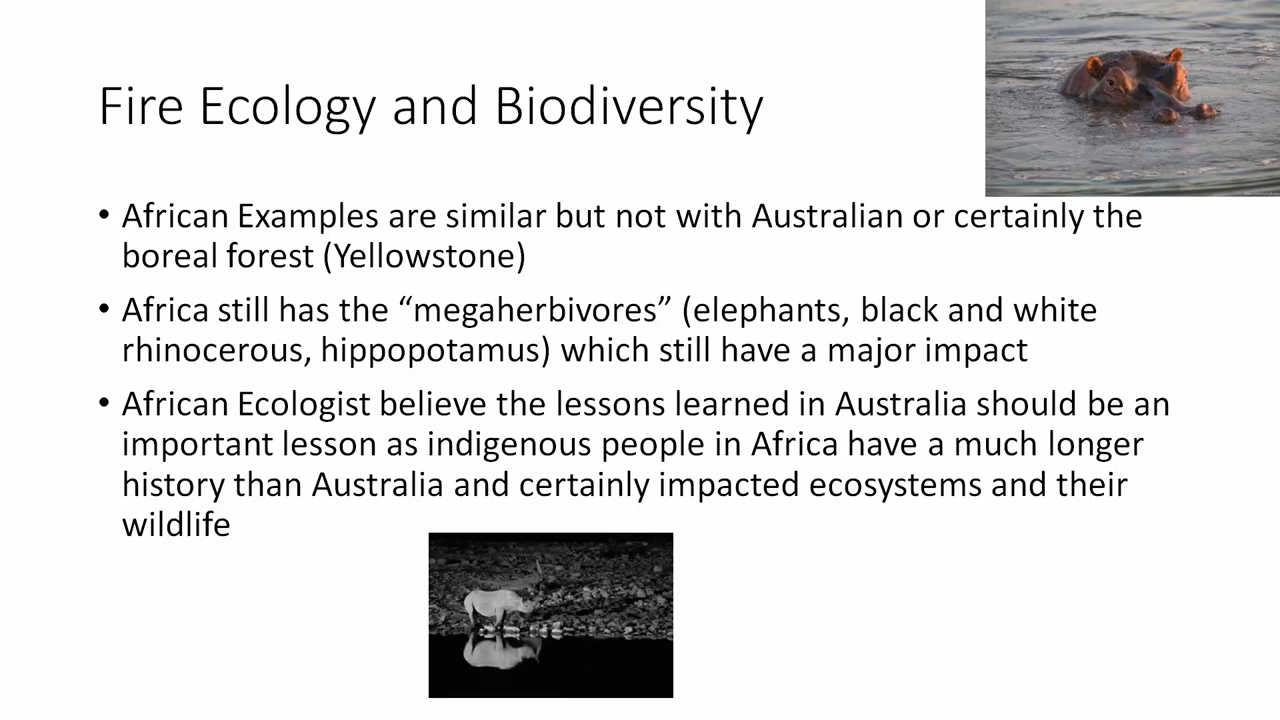 Fire Ecology and Biodiversity
• African Examples are similar but not with Australian or certainly the
boreal forest (Yellowstone)
• Africa still has the “megaherbivores” (elephants, black and white
rhinocerous, hippopotamus) which still have a major impact
• African Ecologist believe the lessons learned in Australia should be an
important lesson as indigenous people in Africa have a much longer
history than Australia and certainly impacted ecosystems and their
wildlife